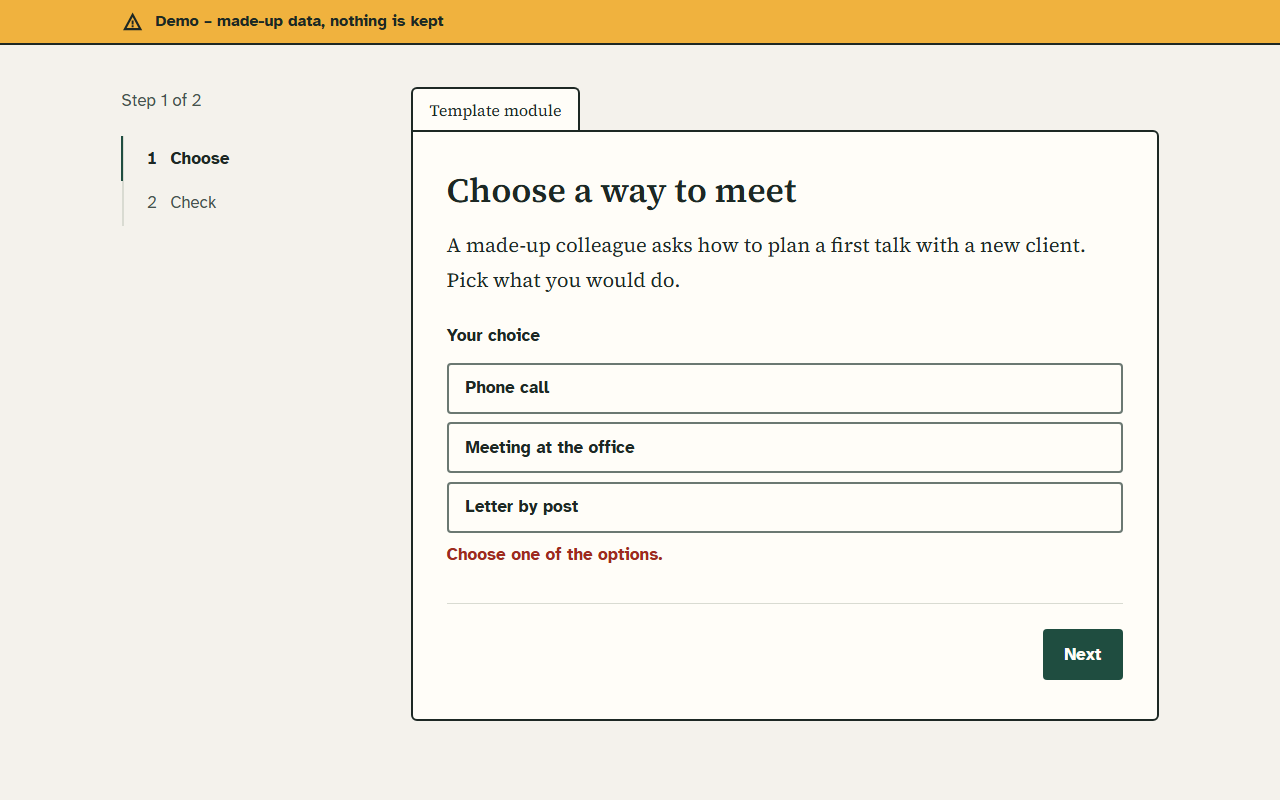 Demo – made-up data, nothing is kept
Step 1 of 2
1 Choose
2 Check
Template module
Choose a way to meet
A made-up colleague asks how to plan a first talk with a new client.
Pick what you would do.
Your choice
Phone call
Meeting at the office
Letter by post
Choose one of the options.
Next